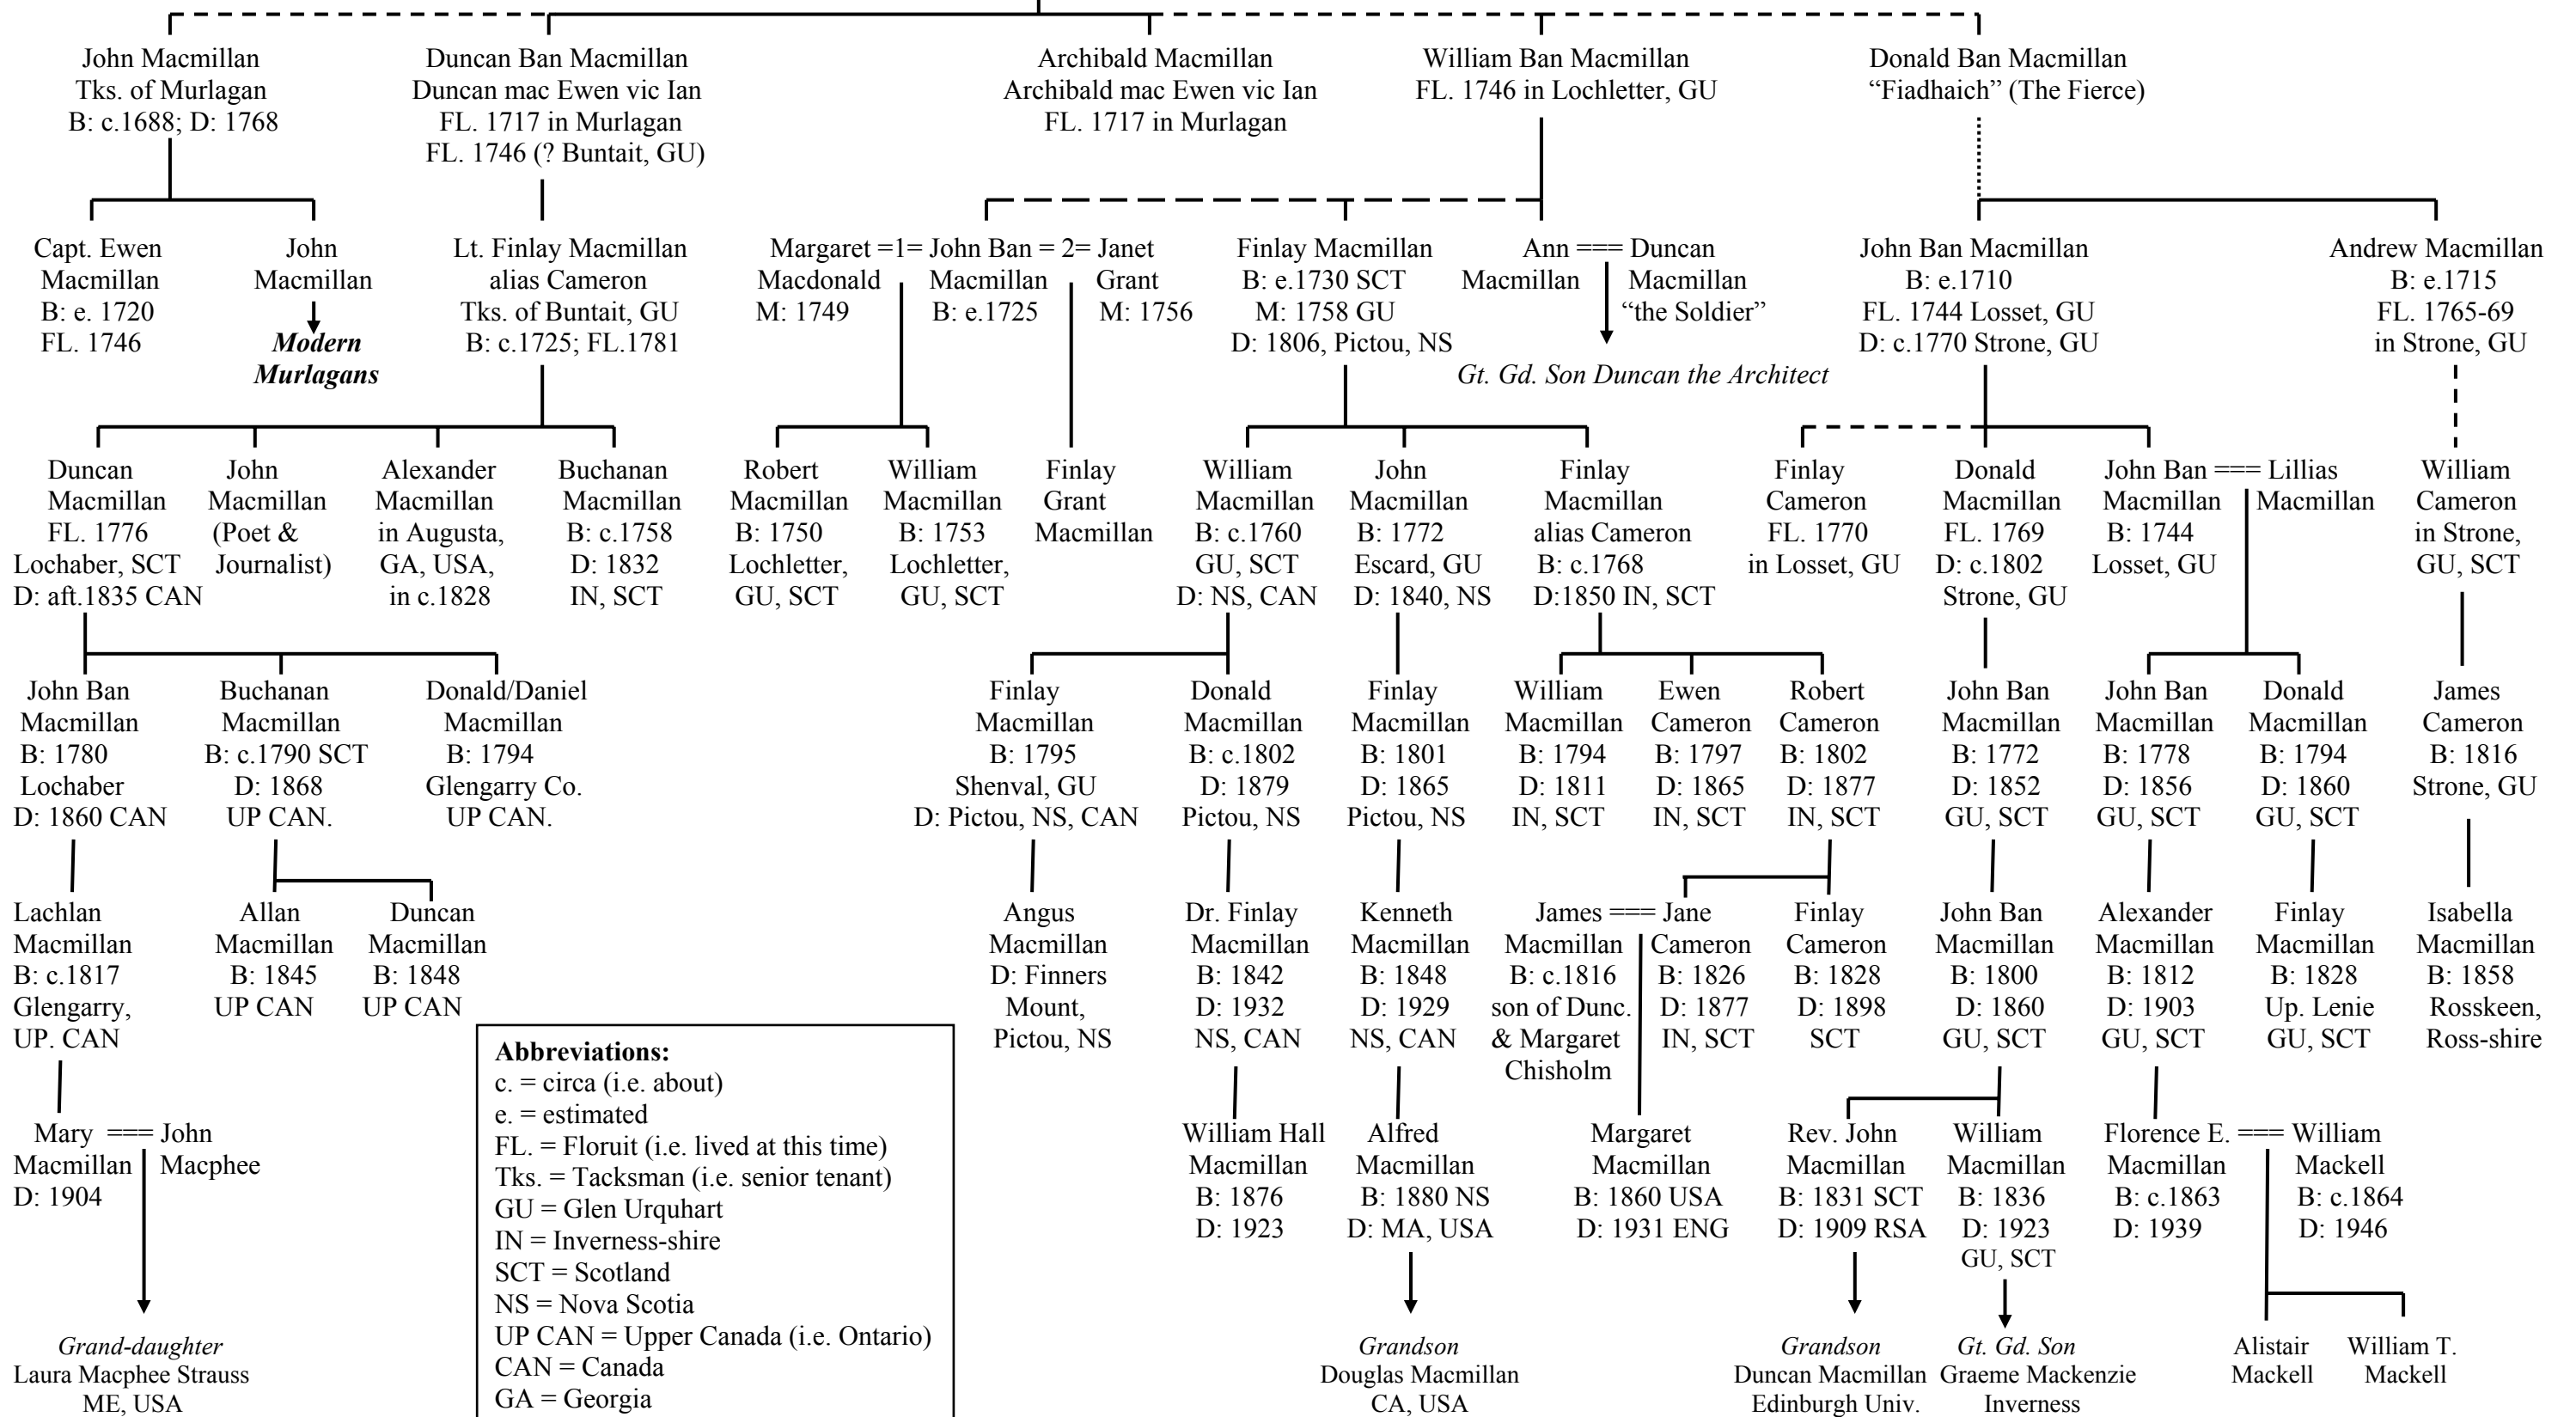 John Macmillan
Tks. of Murlagan
B: c.1688; D: 1768
Duncan Ban Macmillan
Duncan mac Ewen vic Ian
FL. 1717 in Murlagan
FL. 1746 (? Buntait, GU)
Archibald Macmillan
Archibald mac Ewen vic Ian
FL. 1717 in Murlagan
William Ban Macmillan
FL. 1746 in Lochletter, GU
Donald Ban Macmillan
“Fiadhaich” (The Fierce)
Capt. Ewen
Macmillan
B: e. 1720
FL. 1746
John
Macmillan
Modern
Murlagans
Lt. Finlay Macmillan
alias Cameron
Tks. of Buntait, GU
B: c.1725; FL.1781
Margaret =1= John Ban = 2= Janet
Macdonald Macmillan Grant
M: 1749 B: e.1725 M: 1756
Finlay Macmillan
B: e.1730 SCT
M: 1758 GU
D: 1806, Pictou, NS
Ann === Duncan
Macmillan Macmillan
“the Soldier”
Gt. Gd. Son Duncan the Architect
John Ban Macmillan
B: e.1710
FL. 1744 Losset, GU
D: c.1770 Strone, GU
Andrew Macmillan
B: e.1715
FL. 1765-69
in Strone, GU
Duncan
Macmillan
FL. 1776
Lochaber, SCT
D: aft.1835 CAN
John
Macmillan
(Poet &
Journalist)
Alexander
Macmillan
in Augusta,
GA, USA,
in c.1828
Buchanan
Macmillan
B: c.1758
D: 1832
IN, SCT
Robert
Macmillan
B: 1750
Lochletter,
GU, SCT
William
Macmillan
B: 1753
Lochletter,
GU, SCT
Finlay
Grant
Macmillan
William
Macmillan
B: c.1760
GU, SCT
D: NS, CAN
John
Macmillan
B: 1772
Escard, GU
D: 1840, NS
Finlay
Macmillan
alias Cameron
B: c.1768
D:1850 IN, SCT
Finlay
Cameron
FL. 1770
in Losset, GU
Donald
Macmillan
FL. 1769
D: c.1802
Strone, GU
John Ban === Lillias
Macmillan Macmillan
B: 1744
Losset, GU
William
Cameron
in Strone,
GU, SCT
John Ban
Macmillan
B: 1780
Lochaber
D: 1860 CAN
Buchanan
Macmillan
B: c.1790 SCT
D: 1868
UP CAN.
Donald/Daniel
Macmillan
B: 1794
Glengarry Co.
UP CAN.
Finlay
Macmillan
B: 1795
Shenval, GU
D: Pictou, NS, CAN
Donald
Macmillan
B: c.1802
D: 1879
Pictou, NS
Finlay
Macmillan
B: 1801
D: 1865
Pictou, NS
William
Macmillan
B: 1794
D: 1811
IN, SCT
Ewen
Cameron
B: 1797
D: 1865
IN, SCT
Robert
Cameron
B: 1802
D: 1877
IN, SCT
John Ban
Macmillan
B: 1772
D: 1852
GU, SCT
John Ban
Macmillan
B: 1778
D: 1856
GU, SCT
Donald
Macmillan
B: 1794
D: 1860
GU, SCT
James
Cameron
B: 1816
Strone, GU
Lachlan
Macmillan
B: c.1817
Glengarry,
UP. CAN
Allan
Macmillan
B: 1845
UP CAN
Duncan
Macmillan
B: 1848
UP CAN
Angus
Macmillan
D: Finners
Mount,
Pictou, NS
Dr. Finlay
Macmillan
B: 1842
D: 1932
NS, CAN
Kenneth
Macmillan
B: 1848
D: 1929
NS, CAN
James === Jane
Macmillan Cameron
B: c.1816 B: 1826
son of Dunc. D: 1877
& Margaret IN, SCT
Chisholm
Finlay
Cameron
B: 1828
D: 1898
SCT
John Ban
Macmillan
B: 1800
D: 1860
GU, SCT
Alexander
Macmillan
B: 1812
D: 1903
GU, SCT
Finlay
Macmillan
B: 1828
Up. Lenie
GU, SCT
Isabella
Macmillan
B: 1858
Rosskeen,
Ross-shire
Mary === John
Macmillan Macphee
D: 1904
Abbreviations:
c. = circa (i.e. about)
e. = estimated
FL. = Floruit (i.e. lived at this time)
Tks. = Tacksman (i.e. senior tenant)
GU = Glen Urquhart
IN = Inverness-shire
SCT = Scotland
NS = Nova Scotia
UP CAN = Upper Canada (i.e. Ontario)
CAN = Canada
GA = Georgia
William Hall
Macmillan
B: 1876
D: 1923
Alfred
Macmillan
B: 1880 NS
D: MA, USA
Margaret
Macmillan
B: 1860 USA
D: 1931 ENG
Rev. John
Macmillan
B: 1831 SCT
D: 1909 RSA
William
Macmillan
B: 1836
D: 1923
GU, SCT
Florence E. === William
Macmillan Mackell
B: c.1863 B: c.1864
D: 1939 D: 1946
Grand-daughter
Laura Macphee Strauss
ME, USA
Grandson
Douglas Macmillan
CA, USA
Grandson
Duncan Macmillan
Edinburgh Univ.
Gt. Gd. Son
Graeme Mackenzie
Inverness
Alistair
Mackell
William T.
Mackell